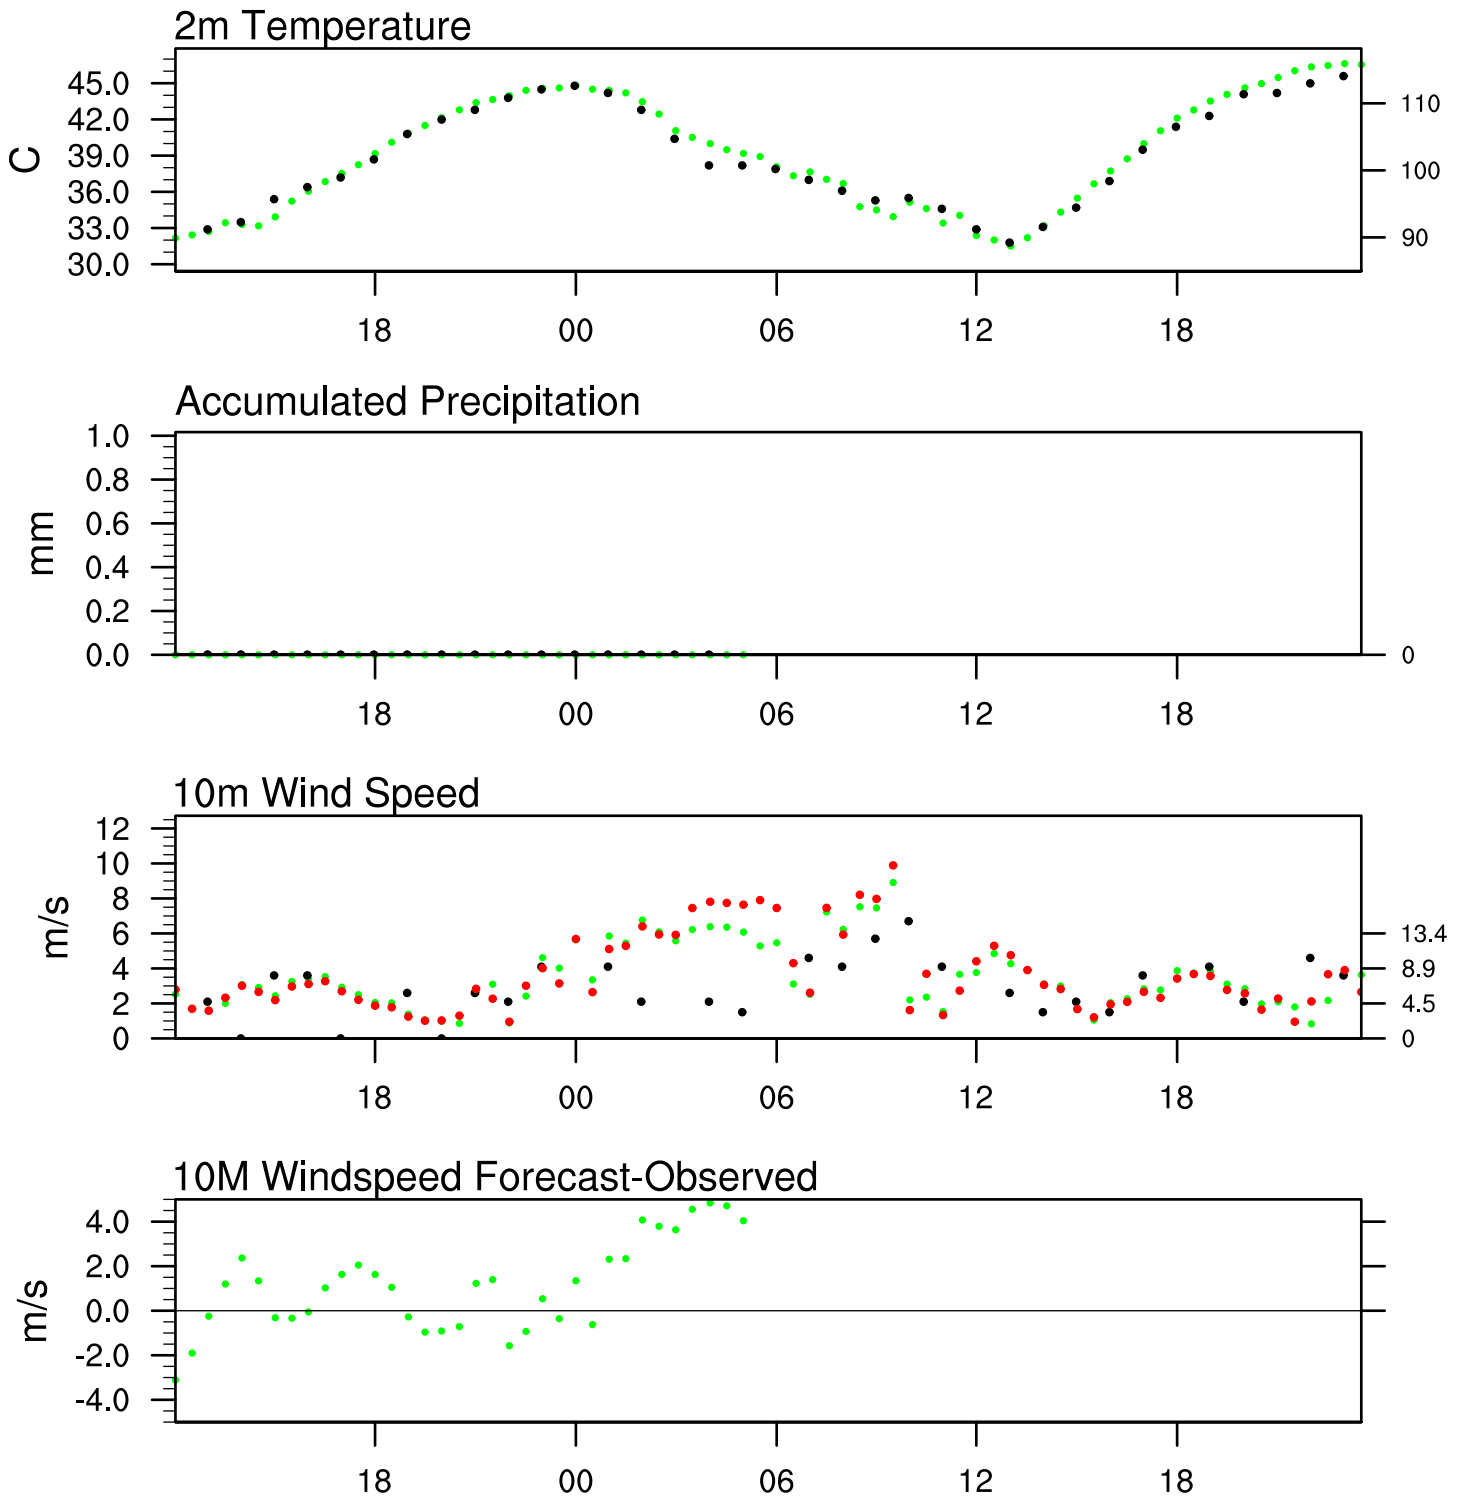 2m Temperature
C
45.0
42.0
39.0
36.0
33.0
30.0
110
100
90
18 00 06 12 18
Accumulated Precipitation
mm
1.0
0.8
0.6
0.4
0.2
0.0
0
18 00 06 12 18
10m Wind Speed
m/s
12
10
8
6
4
2
0
13.4
8.9
4.5
0
18 00 06 12 18
10M Windspeed Forecast-Observed
m/s
4.0
2.0
0.0
-2.0
-4.0
18 00 06 12 18